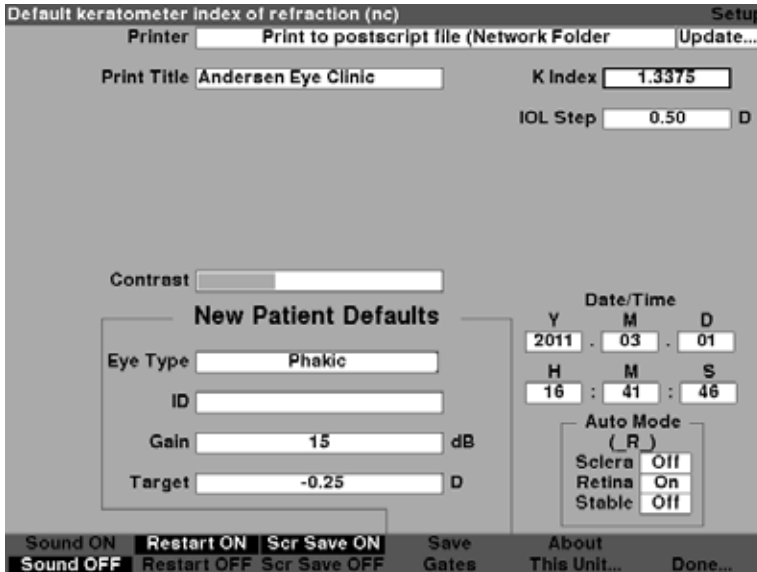 Default keratometer index of refraction (nc) Setup
Printer Print to postscript file (Network Folder Update...
Print Title Andersen Eye Clinic K Index 1.3375
IOL Step 0.50 D
Contrast
New Patient Defaults
Eye Type Phakic
ID
Gain 15 dB
Target -0.25 D
Date/Time
Y M D
2011 . 03 . 01
H M S
16 : 41 : 46
Auto Mode
(_R_)
Sclera Off
Retina On
Stable Off
Sound ON Restart ON Scr Save ON Save About
Sound OFF Restart OFF Scr Save OFF Gates This Unit... Done...